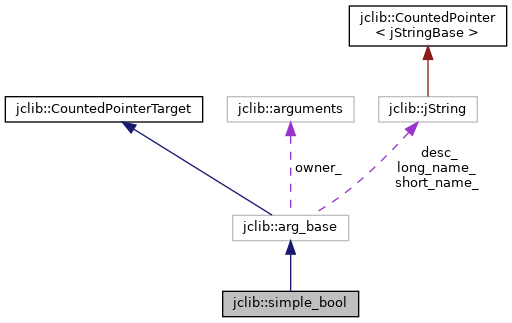 jclib::CountedPointer
< jStringBase >
jclib::CountedPointerTarget
jclib::arguments
jclib::jString
owner_
desc_
long_name_
short_name_
jclib::arg_base
jclib::simple_bool